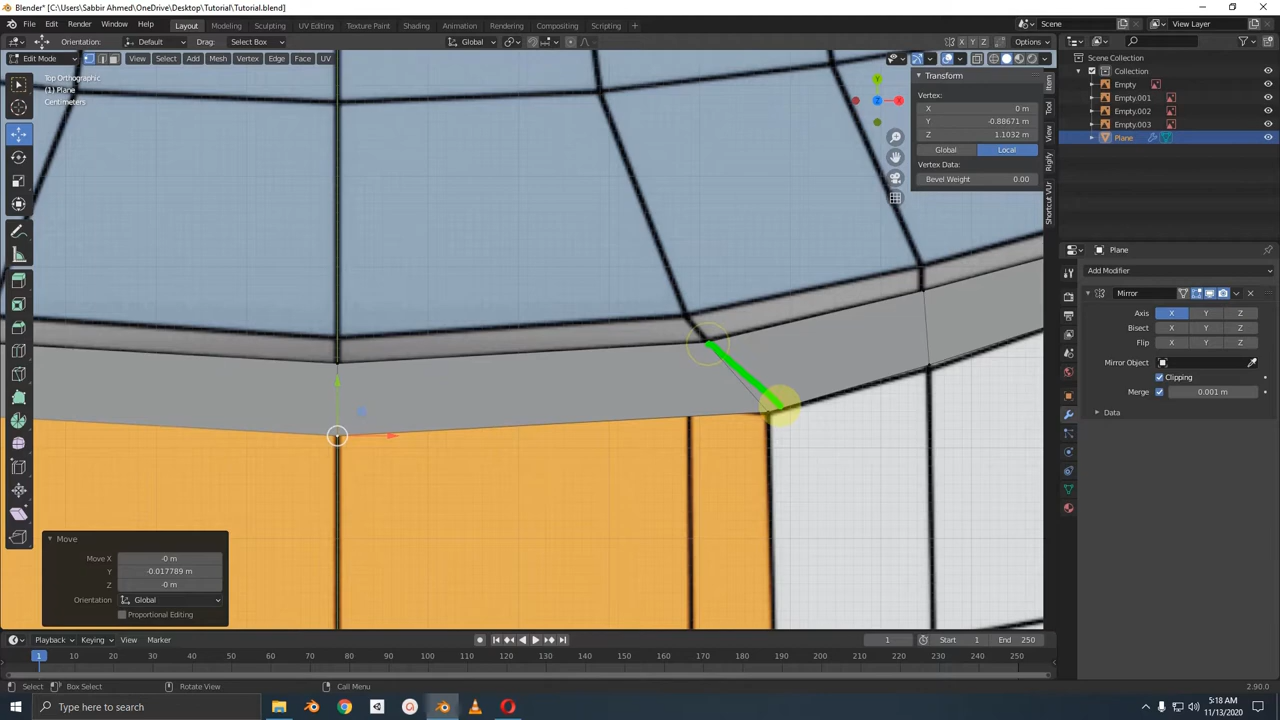 Blender* [C:\Users\Sabbir Ahmed\OneDrive\Desktop\Tutorial\Tutorial.blend]
File Edit Render Window Help Layout Modeling Sculpting UV Editing Texture Paint Shading Animation Rendering Compositing Scripting + Scene View Layer
Orientation: Default Drag: Select Box Global X Y Z Options
Edit Mode View Select Add Mesh Vertex Edge Face UV
Top Orthographic
(1) Plane
Centimeters
Y
Z
X
Transform
Vertex:
X 0 m
Y -0.88671 m
Z 1.1032 m
Global Local
Vertex Data:
Bevel Weight 0.00
Item
Tool
View
Rigify
Shortcut VUr
Scene Collection
Collection
Empty
Empty.001
Empty.002
Empty.003
Plane
Plane
Add Modifier
Mirror
Axis X Y Z
Bisect X Y Z
Flip X Y Z
Mirror Object
Clipping
Merge 0.001 m
Data
Move
Move X -0 m
Y -0.017789 m
Z -0 m
Orientation Global
Proportional Editing
Playback Keying View Marker 1 Start 1 End 250
1 10 20 30 40 50 60 70 80 90 100 110 120 130 140 150 160 170 180 190 200 210 220 230 240 250
Select Box Select Rotate View Call Menu 2.90.0
Type here to search
5:18 AM
11/13/2020